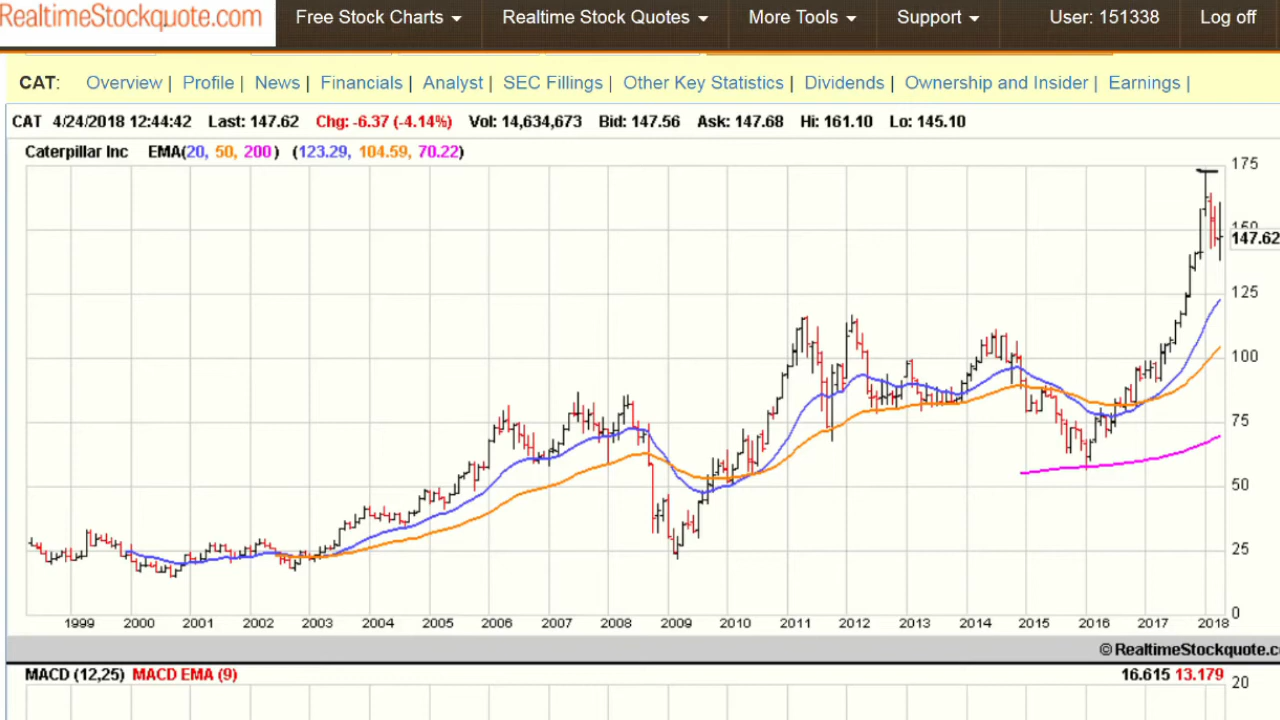 RealtimeStockquote.com Free Stock Charts Realtime Stock Quotes More Tools Support User: 151338 Log off
CAT: Overview | Profile | News | Financials | Analyst | SEC Fillings | Other Key Statistics | Dividends | Ownership and Insider | Earnings |
CAT 4/24/2018 12:44:42 Last: 147.62 Chg: -6.37 (-4.14%) Vol: 14,634,673 Bid: 147.56 Ask: 147.68 Hi: 161.10 Lo: 145.10
Caterpillar Inc EMA(20, 50, 200) (123.29, 104.59, 70.22)
175
150
147.62
125
100
75
50
25
0
1999 2000 2001 2002 2003 2004 2005 2006 2007 2008 2009 2010 2011 2012 2013 2014 2015 2016 2017 2018
©RealtimeStockquote.c
MACD (12,25) MACD EMA (9) 16.615 13.179
20